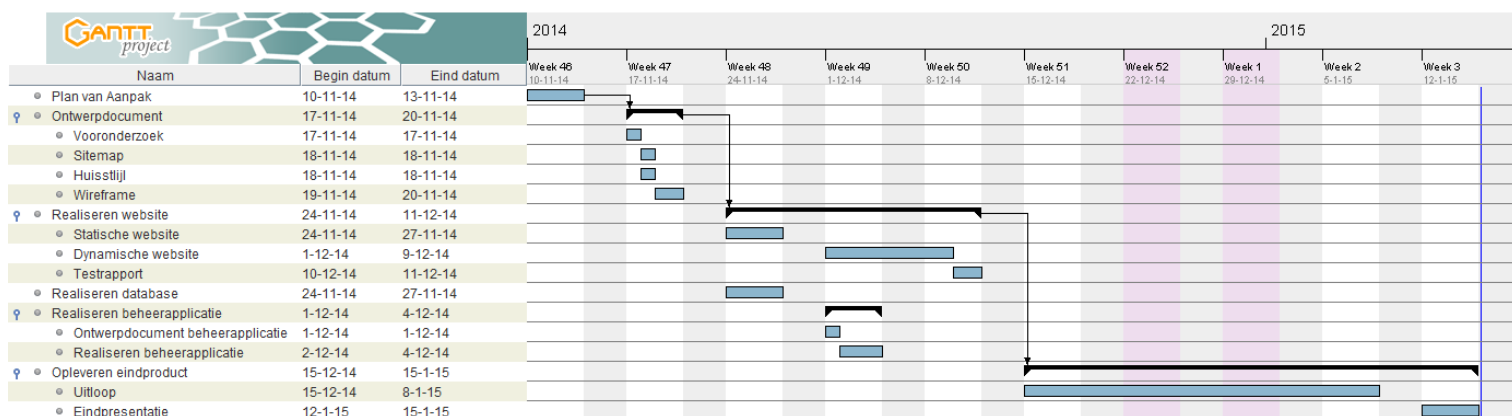 GANTT
project
2014 2015
Week 46 Week 47 Week 48 Week 49 Week 50 Week 51 Week 52 Week 1 Week 2 Week 3
10-11-14 17-11-14 24-11-14 1-12-14 8-12-14 15-12-14 22-12-14 29-12-14 5-1-15 12-1-15
Naam Begin datum Eind datum
Plan van Aanpak 10-11-14 13-11-14
Ontwerpdocument 17-11-14 20-11-14
Vooronderzoek 17-11-14 17-11-14
Sitemap 18-11-14 18-11-14
Huisstlijl 18-11-14 18-11-14
Wireframe 19-11-14 20-11-14
Realiseren website 24-11-14 11-12-14
Statische website 24-11-14 27-11-14
Dynamische website 1-12-14 9-12-14
Testrapport 10-12-14 11-12-14
Realiseren database 24-11-14 27-11-14
Realiseren beheerapplicatie 1-12-14 4-12-14
Ontwerpdocument beheerapplicatie 1-12-14 1-12-14
Realiseren beheerapplicatie 2-12-14 4-12-14
Opleveren eindproduct 15-12-14 15-1-15
Uitloop 15-12-14 8-1-15
Eindpresentatie 12-1-15 15-1-15